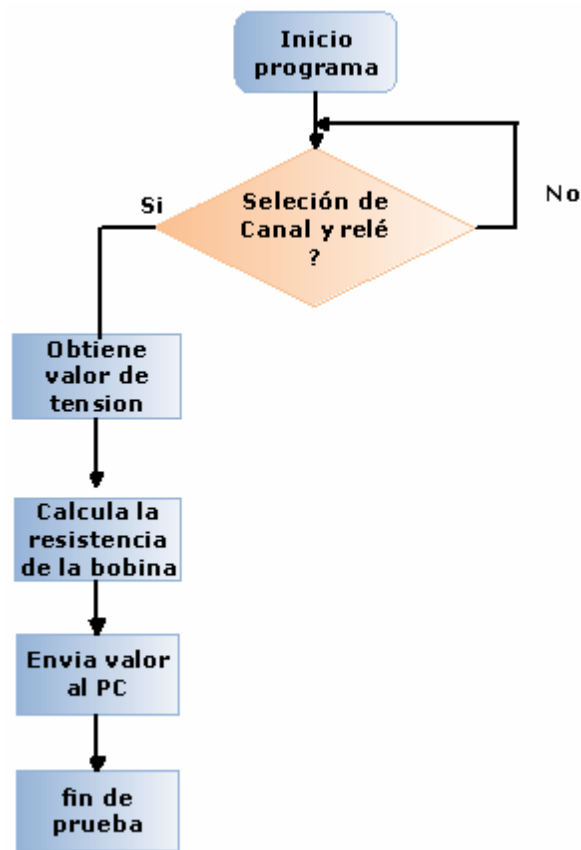 Inicio
programa
Seleción de
Canal y relé
?
Si
No
Obtiene
valor de
tension
Calcula la
resistencia
de la bobina
Envia valor
al PC
fin de
prueba